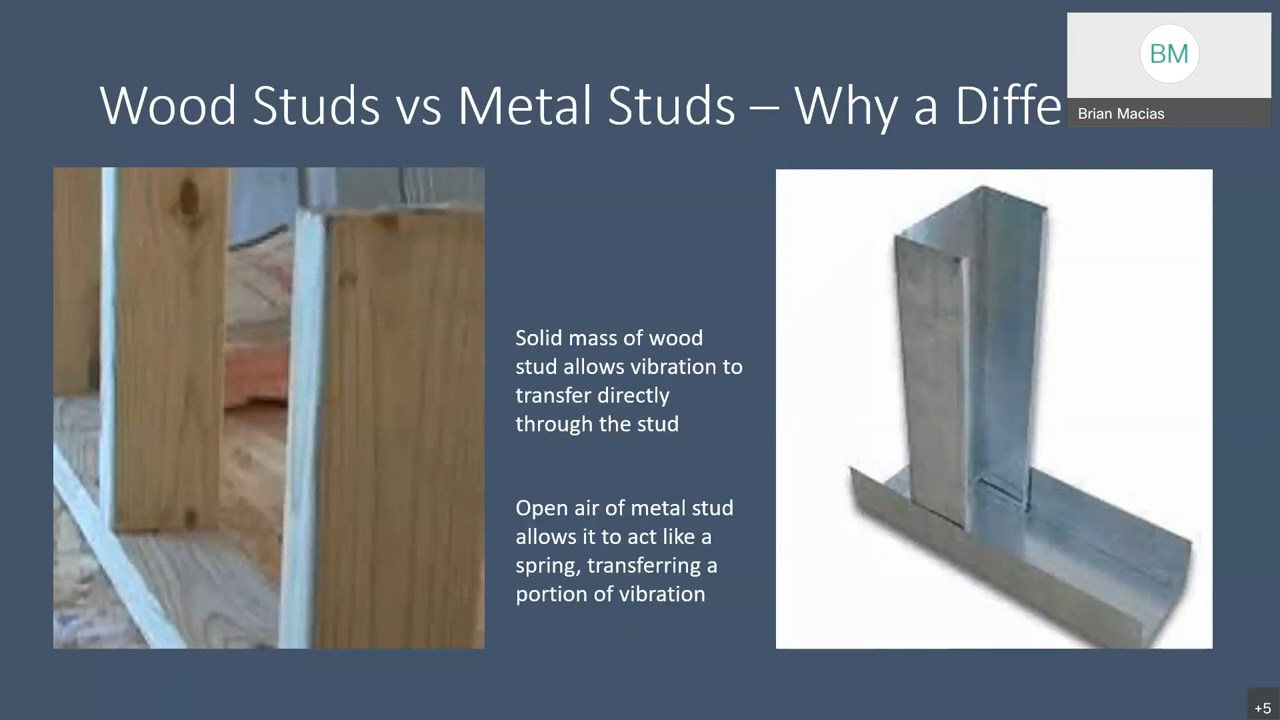 BM
Brian Macias
Wood Studs vs Metal Studs – Why a Diffe
Solid mass of wood
stud allows vibration to
transfer directly
through the stud
Open air of metal stud
allows it to act like a
spring, transferring a
portion of vibration
+5